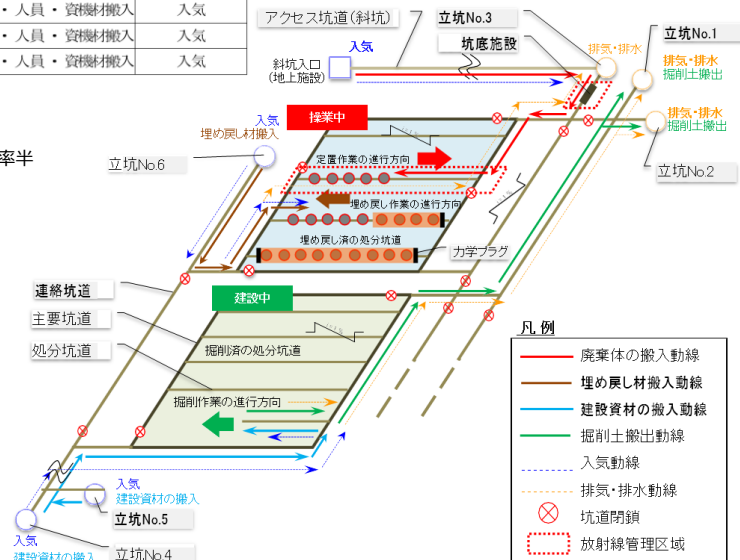 ・人員・資機材搬入 入気
・人員・資機材搬入 入気
・人員・資機材搬入 入気
率半
アクセス坑道(斜坑)
立坑No.3
立坑No.1
入気
坑底施設
排気・排水
斜坑入口
(地上施設)
排気・排水
掘削土搬出
操業中
入気
埋め戻し材搬入
排気・排水
掘削土搬出
定置作業の進行方向
立坑No.6
立坑No.2
埋め戻し作業の進行方向
埋め戻し済の処分坑道
力学プラグ
連絡坑道
建設中
主要坑道
凡例
処分坑道
掘削済の処分坑道
廃棄体の搬入動線
埋め戻し材搬入動線
掘削作業の進行方向
建設資材の搬入動線
掘削土搬出動線
入気動線
入気
建設資材の搬入
排気・排水動線
立坑No.5
坑道閉鎖
入気
建設資材の搬入
立坑No.4
放射線管理区域